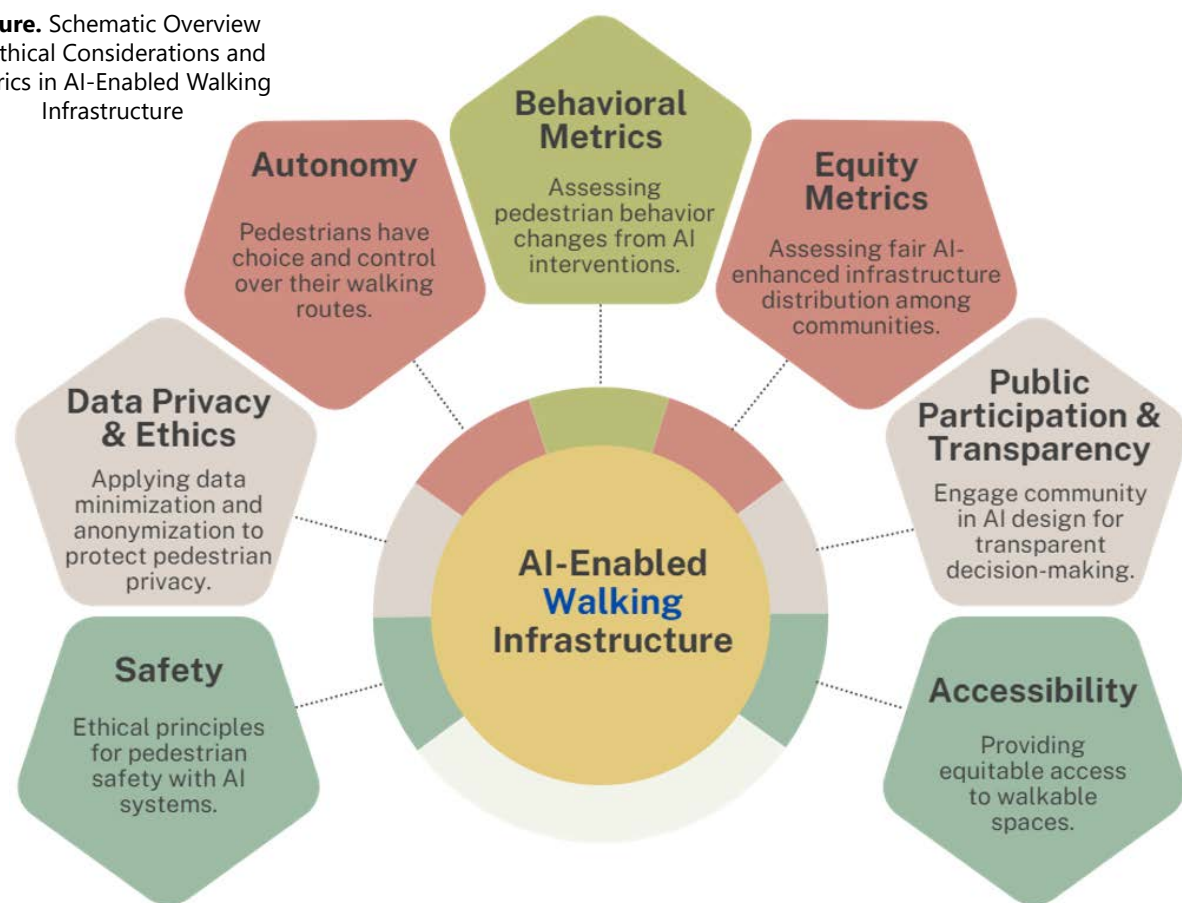 ure. Schematic Overview
thical Considerations and
rics in AI-Enabled Walking
Infrastructure
Behavioral
Metrics
Assessing
pedestrian behavior
changes from AI
interventions.
Autonomy
Pedestrians have
choice and control
over their walking
routes.
Equity
Metrics
Assessing fair AI-
enhanced infrastructure
distribution among
communities.
Data Privacy
& Ethics
Applying data
minimization and
anonymization to
protect pedestrian
privacy.
Public
Participation &
Transparency
Engage community
in AI design for
transparent
decision-making.
AI-Enabled
Walking
Infrastructure
Safety
Ethical principles
for pedestrian
safety with AI
systems.
Accessibility
Providing
equitable access
to walkable
spaces.